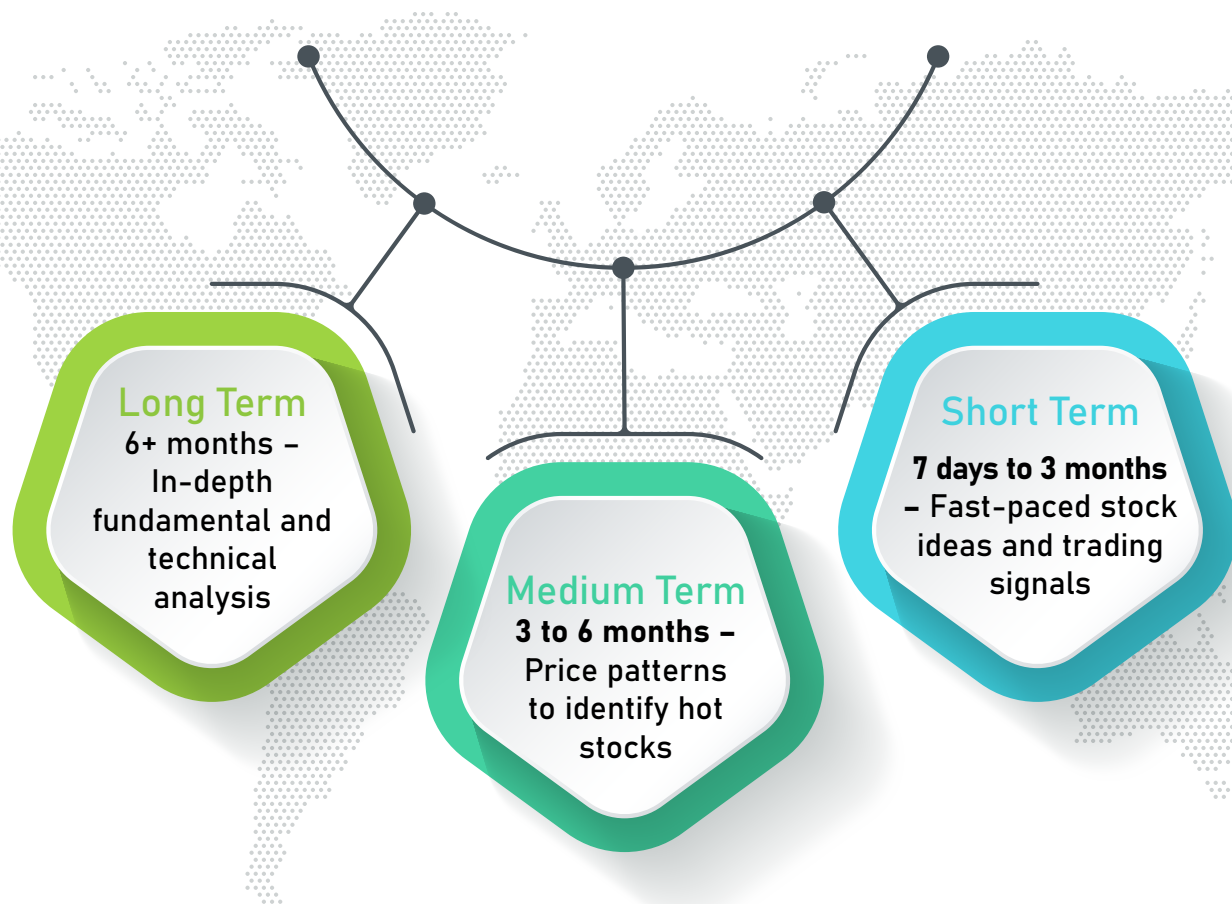 Long Term
6+ months –
In-depth
fundamental and
technical
analysis
Medium Term
3 to 6 months –
Price patterns
to identify hot
stocks
Short Term
7 days to 3 months
– Fast-paced stock
ideas and trading
signals